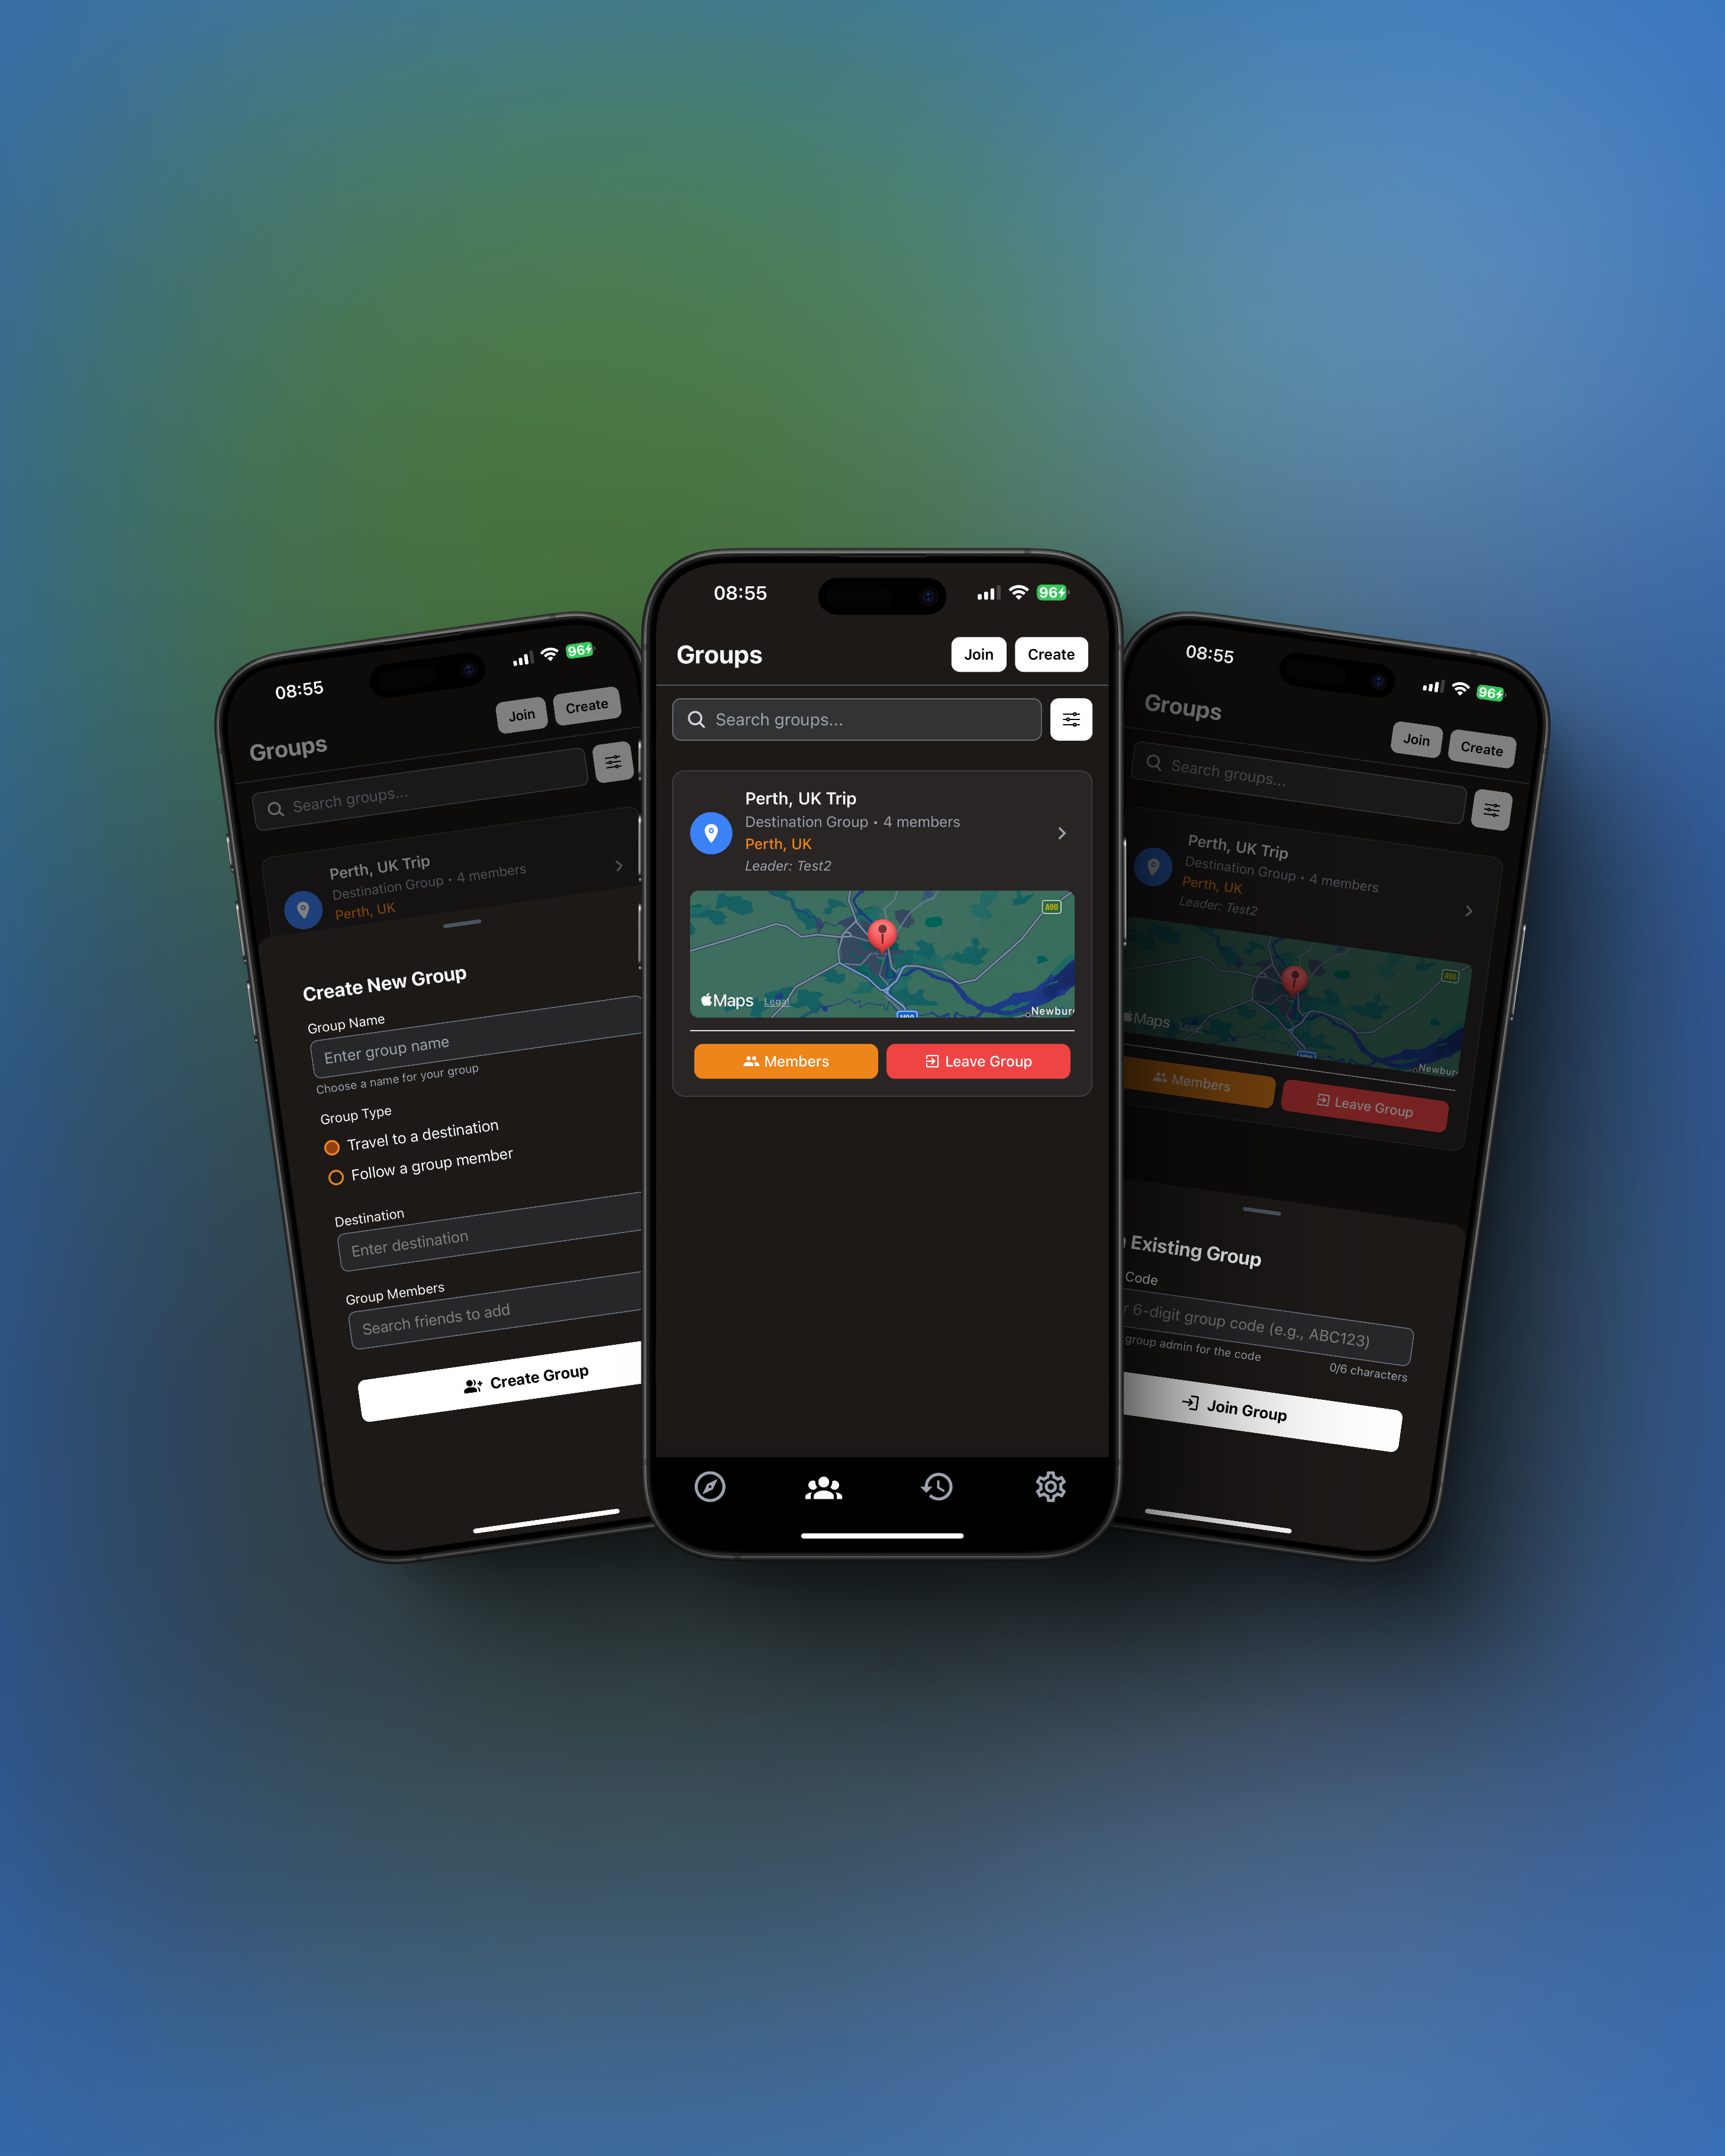 08:55
96
Join
Create
Groups
Search groups...
Perth, UK Trip
Destination Group • 4 members
Perth, UK
Create New Group
Group Name
Enter group name
Choose a name for your group
Group Type
Travel to a destination
Follow a group member
Destination
Enter destination
Group Members
Search friends to add
Create Group
08:55
96
Groups
Join
Create
Search groups...
Perth, UK Trip
Destination Group • 4 members
Perth, UK
Leader: Test2
A90
Maps
Legal
Newbur
Members
Leave Group
08:55
96
Groups
Join
Create
Search groups...
Perth, UK Trip
Destination Group • 4 members
Perth, UK
Leader: Test2
A90
Maps
Legal
Newbur
Members
Leave Group
Existing Group
Code
6-digit group code (e.g., ABC123)
group admin for the code
0/6 characters
Join Group